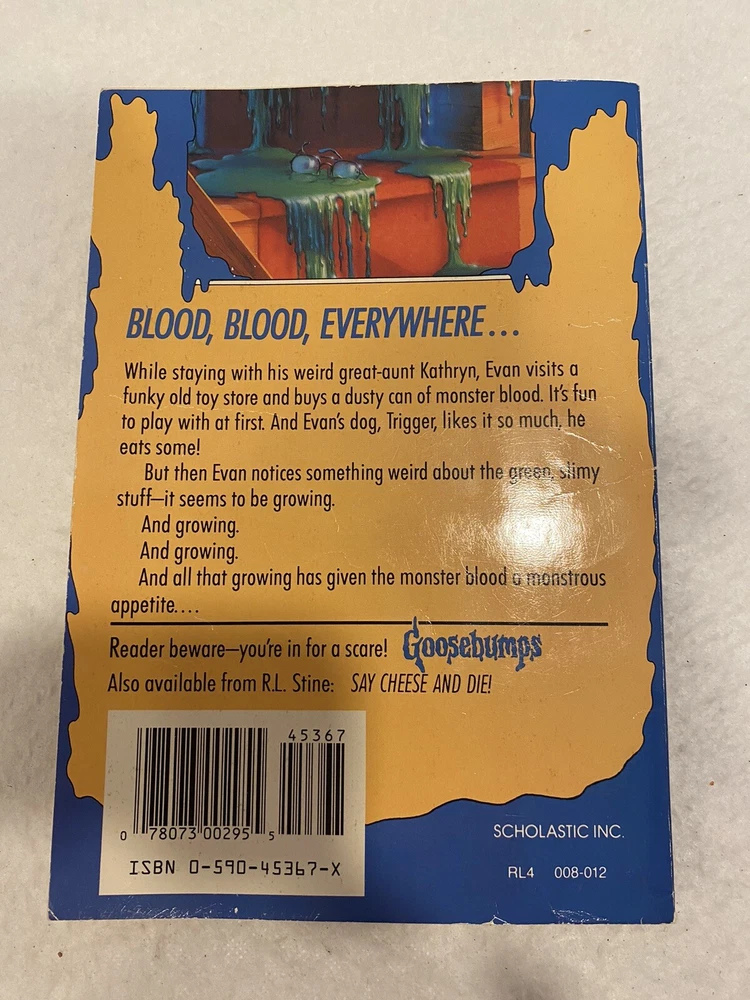 BLOOD, BLOOD, EVERYWHERE...
While staying with his weird great-aunt Kathryn, Evan visits a
funky old toy store and buys a dusty can of monster blood. It's fun
to play with at first. And Evan's dog, Trigger, likes it so much, he
eats some!
But then Evan notices something weird about the green, slimy
stuff—it seems to be growing.
And growing.
And growing.
And all that growing has given the monster blood a monstrous
appetite....
Reader beware—you're in for a scare! Goosebumps
Also available from R.L. Stine: SAY CHEESE AND DIE!
45367
0 78073 00295 5
ISBN 0-590-45367-X
SCHOLASTIC INC.
RL4 008-012